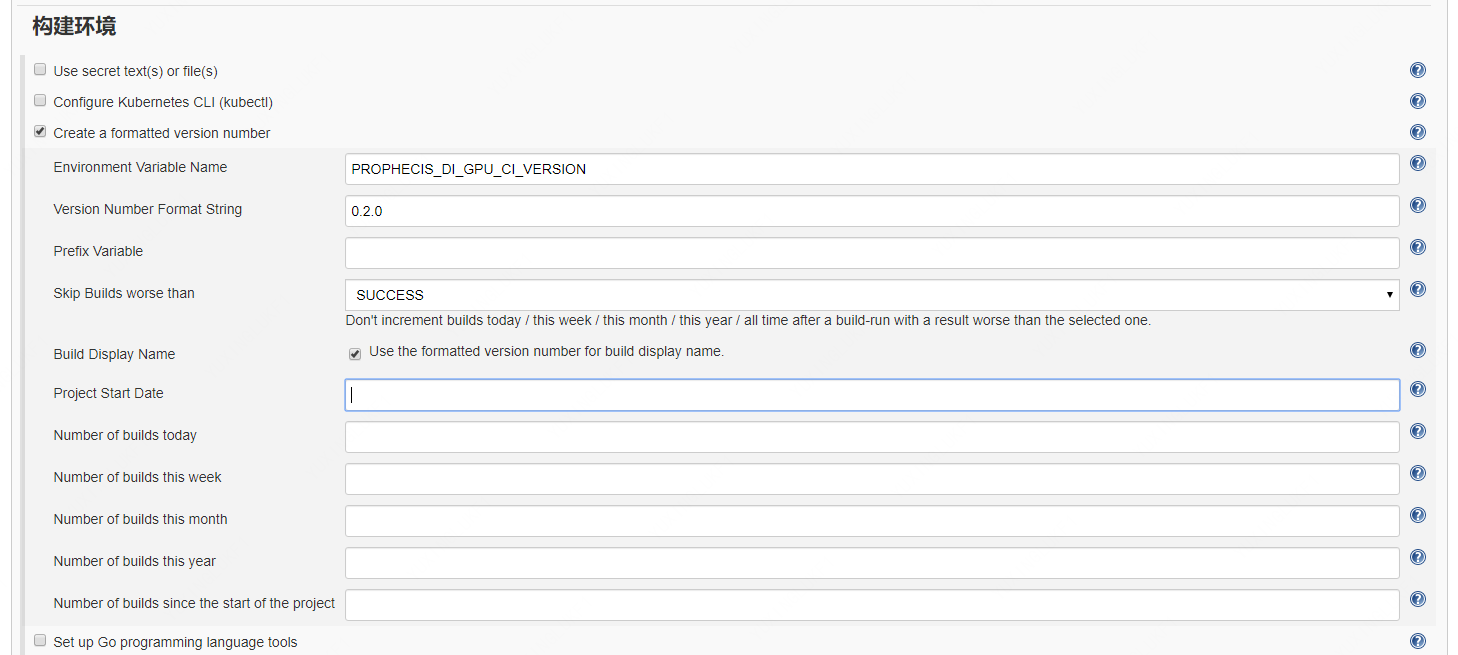 构建环境
Use secret text(s) or file(s)
Configure Kubernetes CLI (kubectl)
Create a formatted version number
Environment Variable Name PROPHECIS_DI_GPU_CI_VERSION
Version Number Format String 0.2.0
Prefix Variable
Skip Builds worse than SUCCESS
Don't increment builds today / this week / this month / this year / all time after a build-run with a result worse than the selected one.
Build Display Name Use the formatted version number for build display name.
Project Start Date
Number of builds today
Number of builds this week
Number of builds this month
Number of builds this year
Number of builds since the start of the project
Set up Go programming language tools